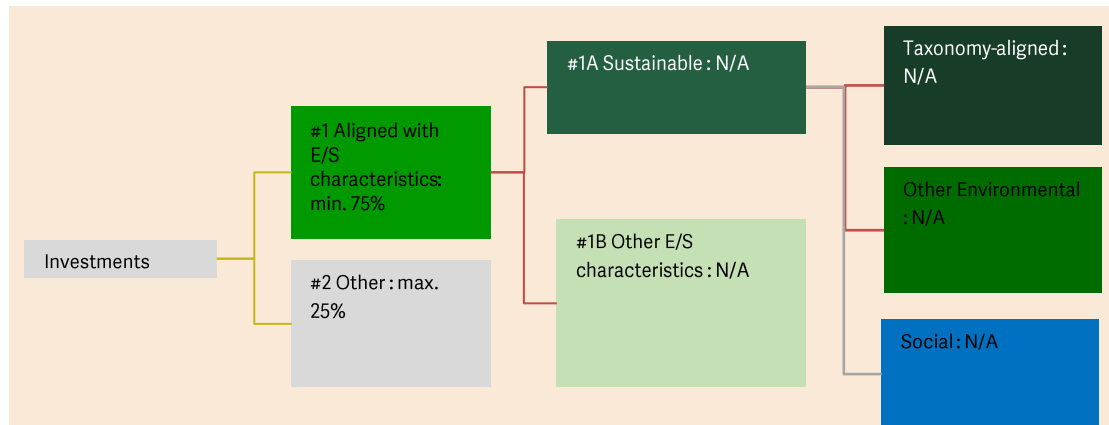 Investments
#1 Aligned with
E/S
characteristics:
min. 75%
#2 Other : max.
25%
#1A Sustainable : N/A
#1B Other E/S
characteristics : N/A
Taxonomy-aligned :
N/A
Other Environmental
: N/A
Social : N/A